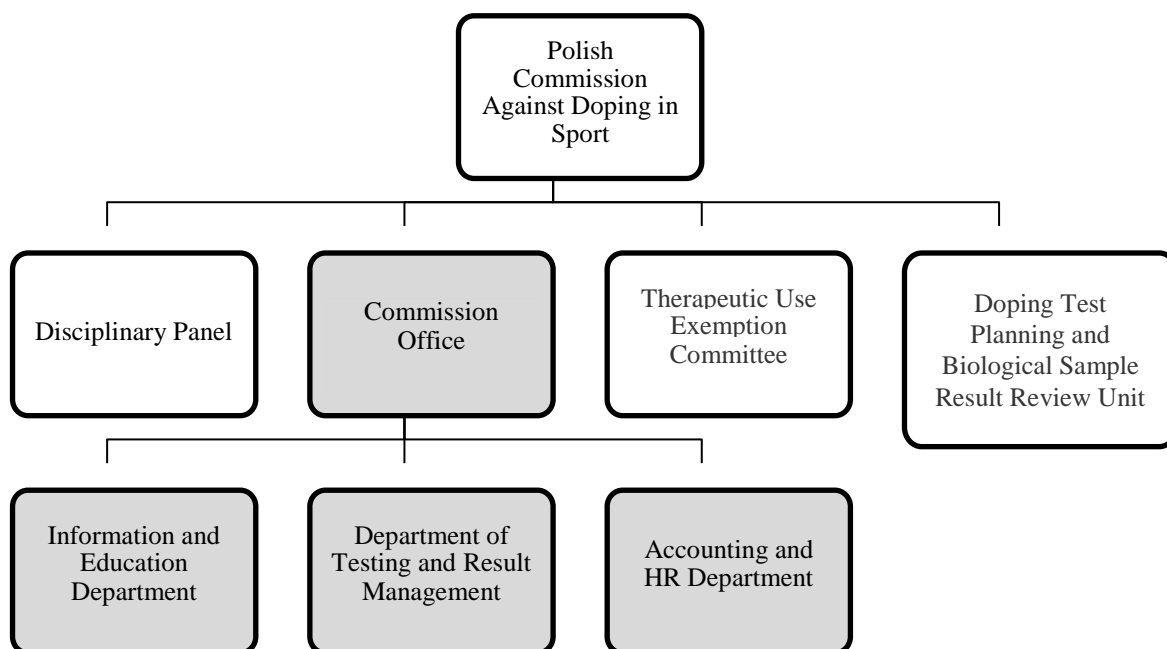 Polish
Commission
Against Doping in
Sport
Disciplinary Panel
Commission
Office
Therapeutic Use
Exemption
Committee
Doping Test
Planning and
Biological Sample
Result Review Unit
Information and
Education
Department
Department of
Testing and Result
Management
Accounting and
HR Department